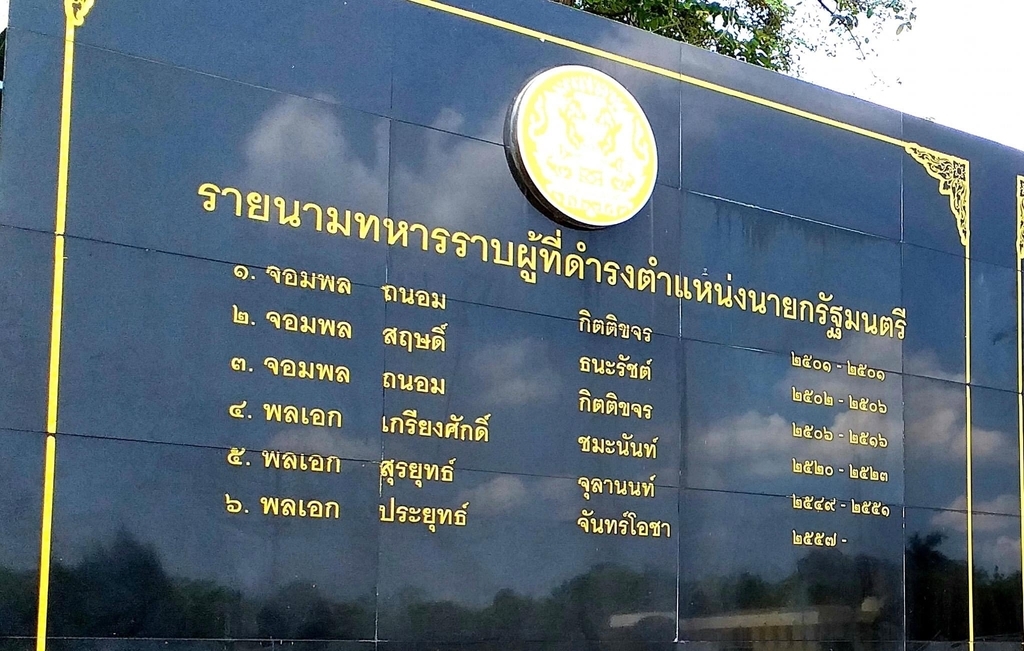 รายนามทหารราบผู้ที่ดำรงตำแหน่งนายกรัฐมนตรี
๑. จอมพล ถนอม กิตติขจร ๒๕๐๑ - ๒๕๐๑
๒. จอมพล สฤษดิ์ ธนะรัชต์ ๒๕๐๒ - ๒๕๐๖
๓. จอมพล ถนอม กิตติขจร ๒๕๐๖ - ๒๕๑๖
๔. พลเอก เกรียงศักดิ์ ชมะนันท์ ๒๕๒๐ - ๒๕๒๓
๕. พลเอก สุรยุทธ์ จุลานนท์ ๒๕๔๙ - ๒๕๕๑
๖. พลเอก ประยุทธ์ จันทร์โอชา ๒๕๕๗ -